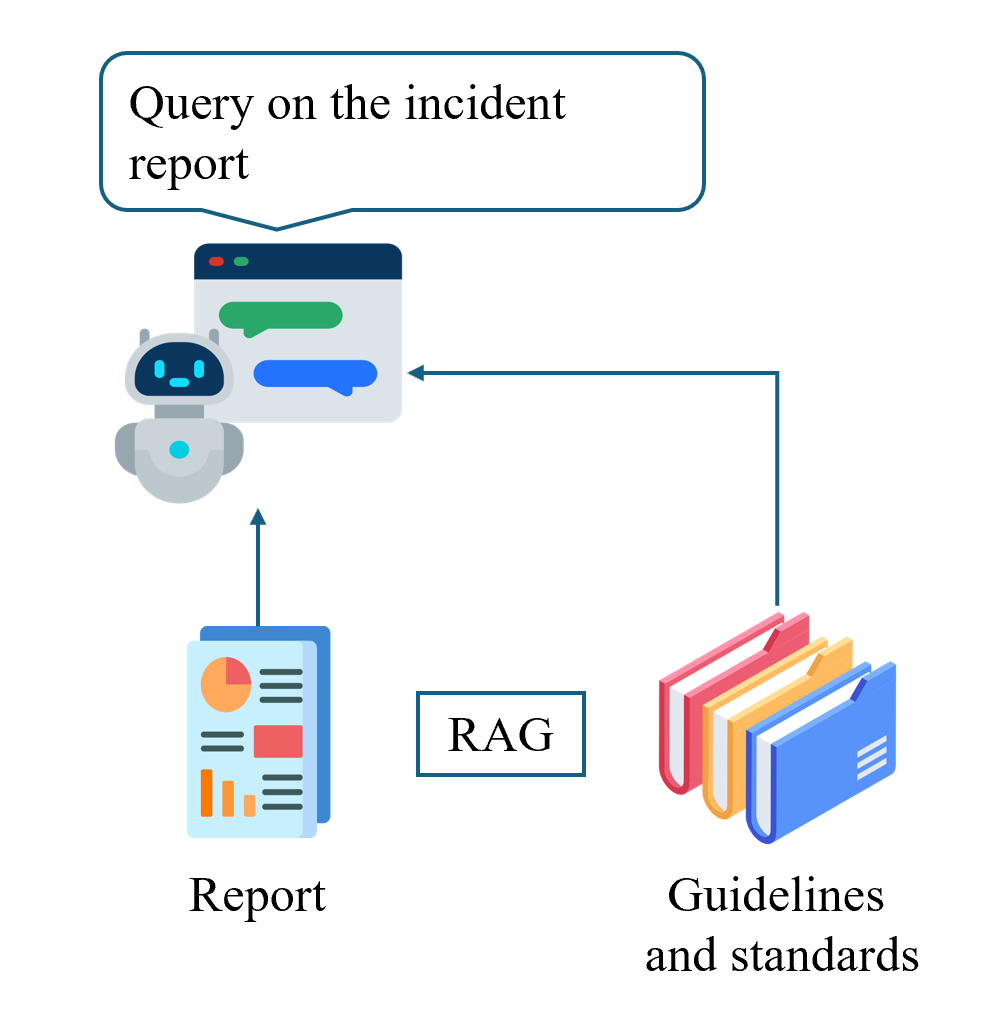 Query on the incident
report
RAG
Report
Guidelines
and standards